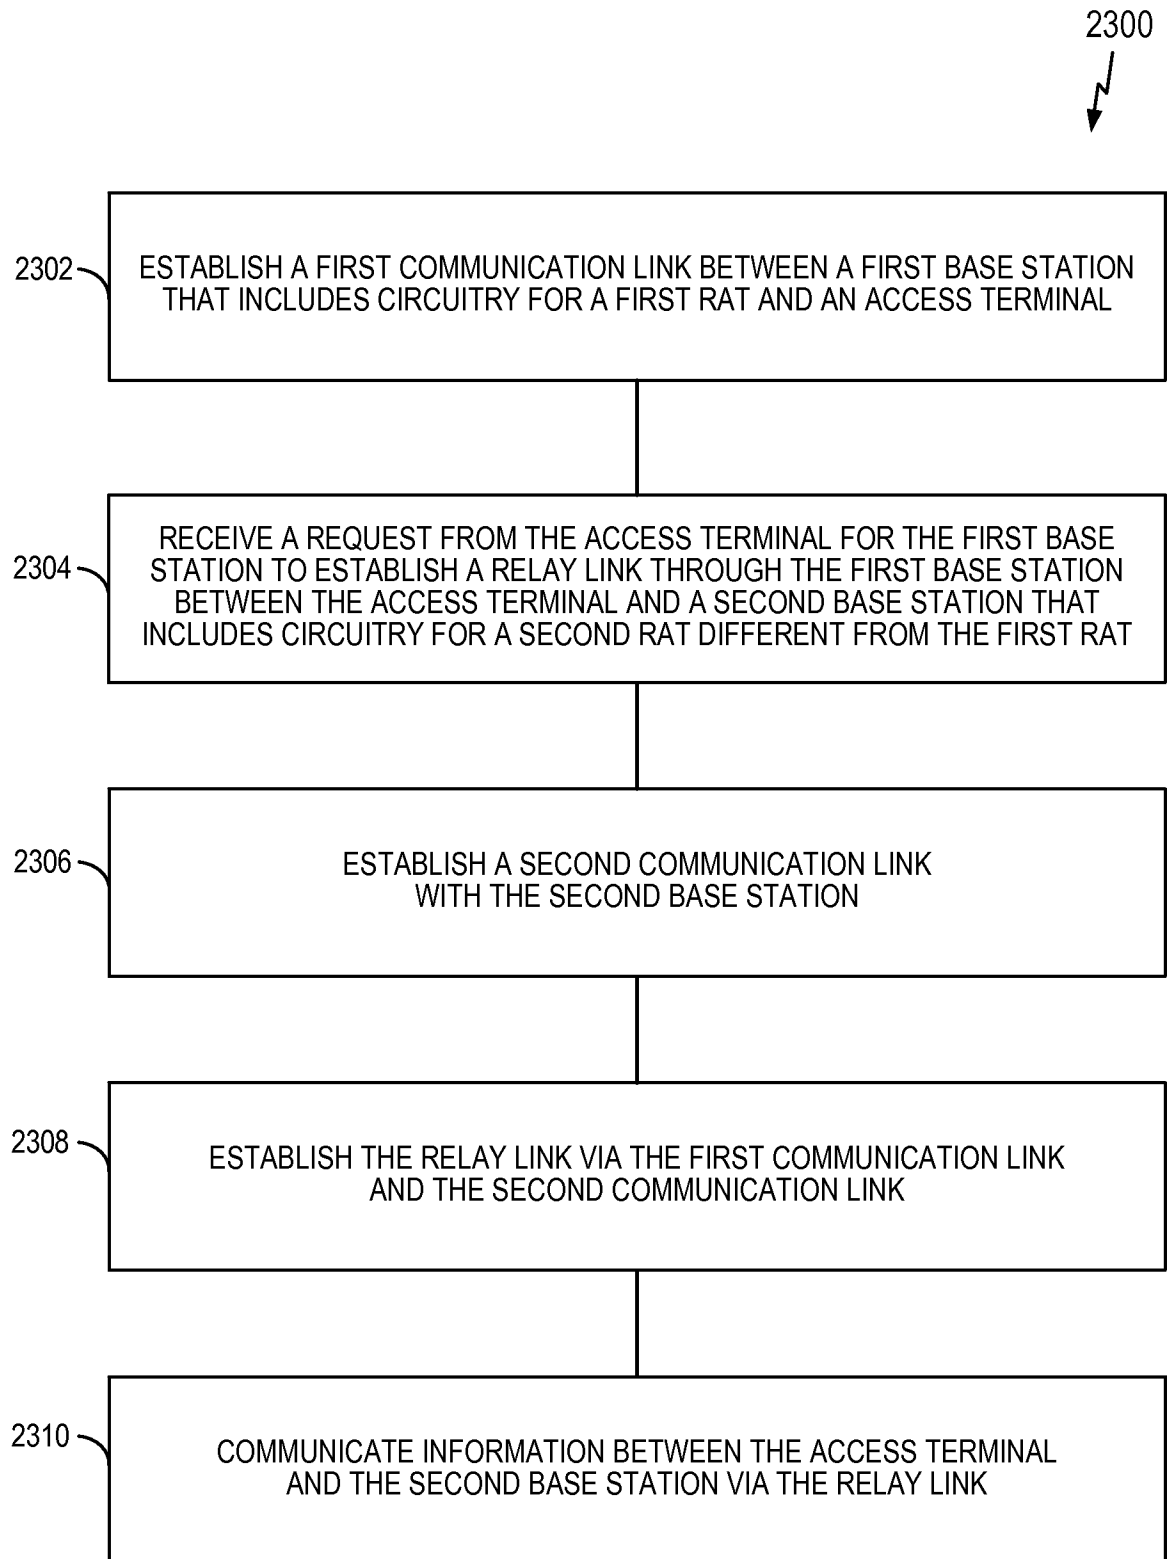 2300
2302
ESTABLISH A FIRST COMMUNICATION LINK BETWEEN A FIRST BASE STATION
THAT INCLUDES CIRCUITRY FOR A FIRST RAT AND AN ACCESS TERMINAL
2304
RECEIVE A REQUEST FROM THE ACCESS TERMINAL FOR THE FIRST BASE
STATION TO ESTABLISH A RELAY LINK THROUGH THE FIRST BASE STATION
BETWEEN THE ACCESS TERMINAL AND A SECOND BASE STATION THAT
INCLUDES CIRCUITRY FOR A SECOND RAT DIFFERENT FROM THE FIRST RAT
2306
ESTABLISH A SECOND COMMUNICATION LINK
WITH THE SECOND BASE STATION
2308
ESTABLISH THE RELAY LINK VIA THE FIRST COMMUNICATION LINK
AND THE SECOND COMMUNICATION LINK
2310
COMMUNICATE INFORMATION BETWEEN THE ACCESS TERMINAL
AND THE SECOND BASE STATION VIA THE RELAY LINK